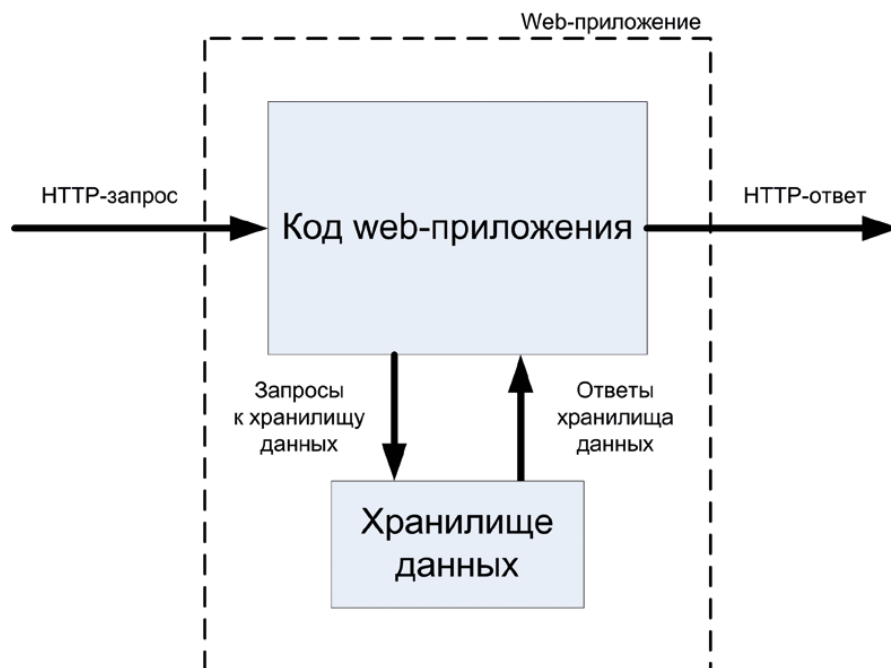 Web-приложение
HTTP-запрос
Код web-приложения
HTTP-ответ
Запросы
к хранилищу
данных
Ответы
хранилища
данных
Хранилище
данных